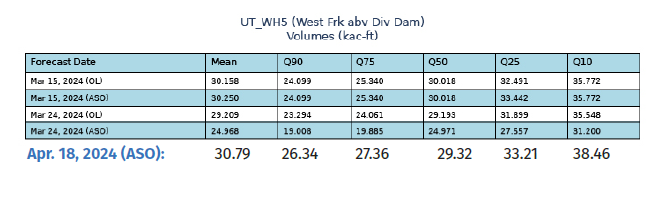 UT_WH5 (West Frk abv Div Dam)
Volumes (kac-ft)
Forecast Date Mean Q90 Q75 Q50 Q25 Q10
Mar 15, 2024 (OL) 30.158 24.099 25.340 30.018 32.431 35.772
Mar 15, 2024 (ASO) 30.250 24.099 25.340 30.018 33.442 35.772
Mar 24, 2024 (OL) 29.209 23.294 24.061 29.193 31.899 35.548
Mar 24, 2024 (ASO) 24.968 19.008 19.885 24.971 27.557 31.200
Apr. 18, 2024 (ASO): 30.79 26.34 27.36 29.32 33.21 38.46